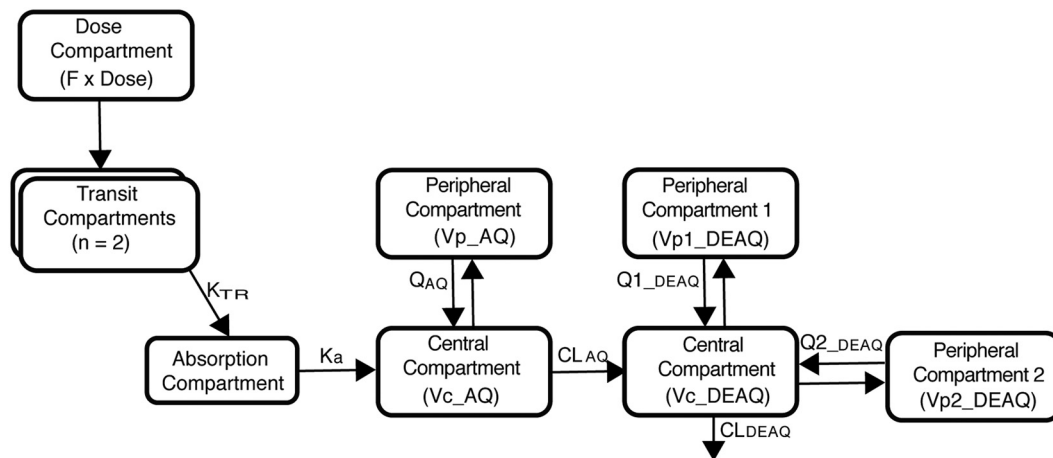 Dose
Compartment
(F x Dose)
Transit
Compartments
(n = 2)
KTR
Absorption
Compartment
Ka
Peripheral
Compartment
(Vp_AQ)
QAQ
Central
Compartment
(Vc_AQ)
CLAQ
Peripheral
Compartment 1
(Vp1_DEAQ)
Q1_DEAQ
Central
Compartment
(Vc_DEAQ)
CLDEAQ
Q2_DEAQ
Peripheral
Compartment 2
(Vp2_DEAQ)